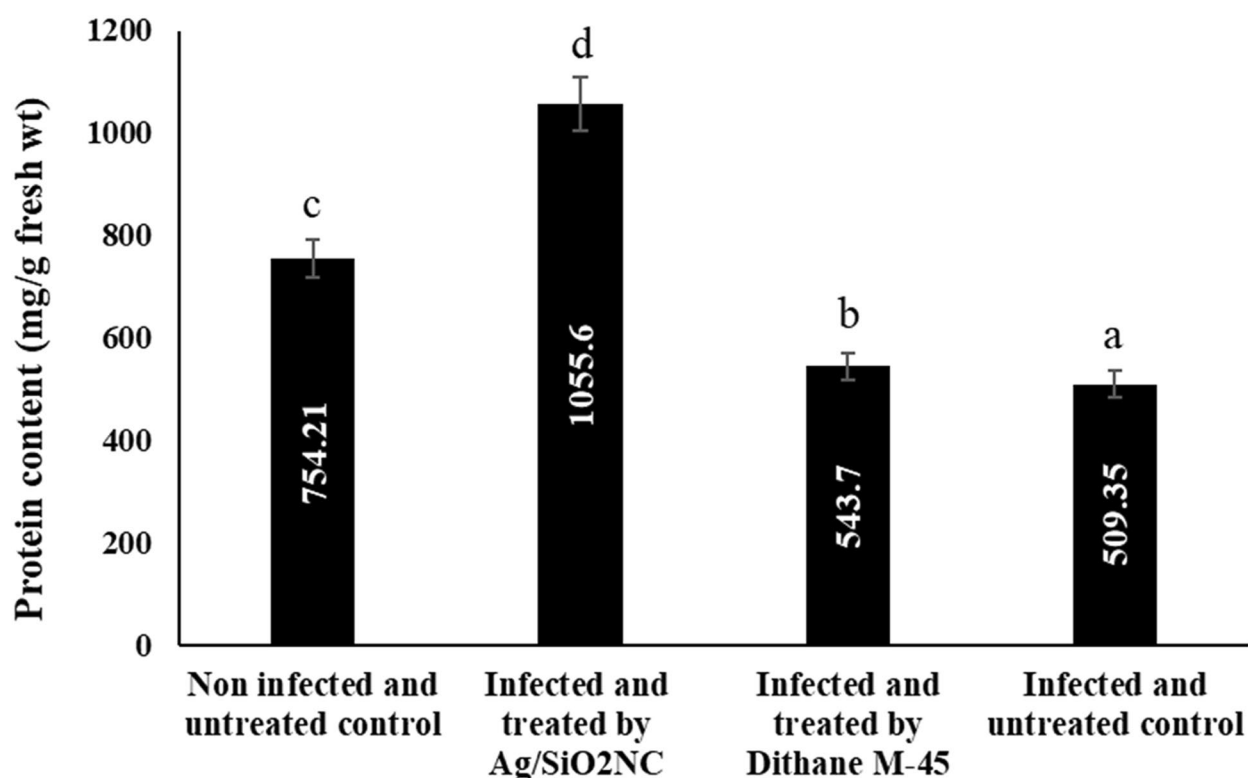 Protein content (mg/g fresh wt)
1200
1000
800
600
400
200
0
c
d
b
a
754.21
1055.6
543.7
509.35
Non infected and
untreated control
Infected and
treated by
Ag/SiO2NC
Infected and
treated by
Dithane M-45
Infected and
untreated control